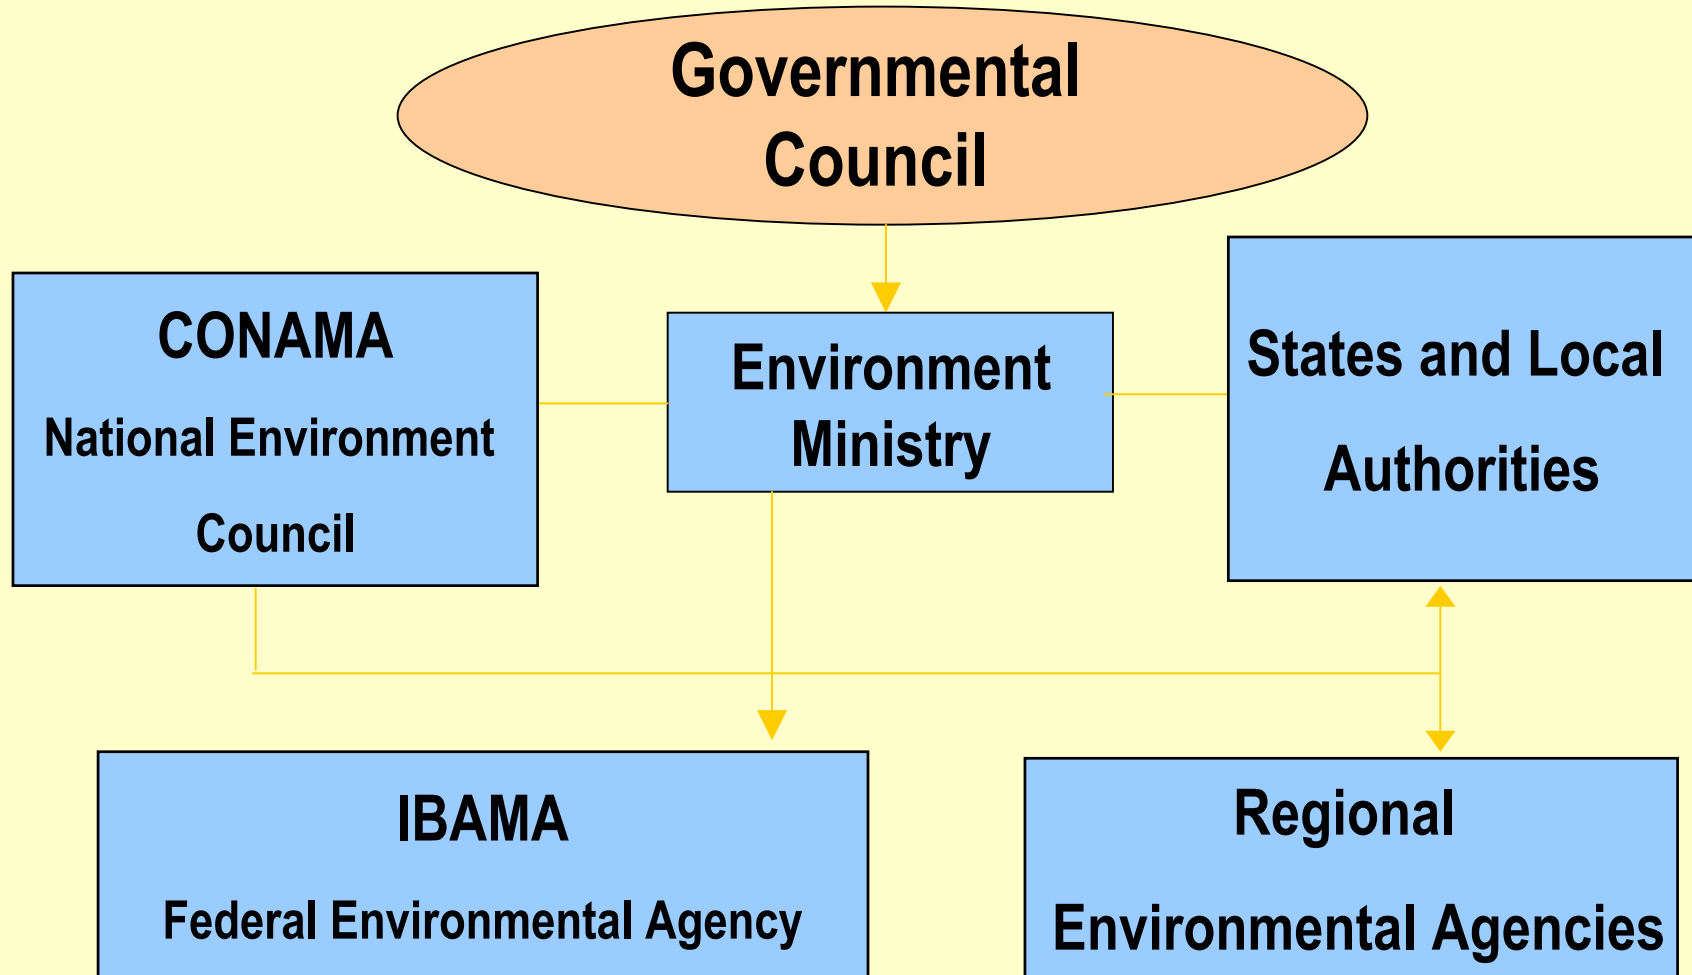 Governmental
Council
CONAMA
National Environment
Council
Environment
Ministry
States and Local
Authorities
IBAMA
Federal Environmental Agency
Regional
Environmental Agencies